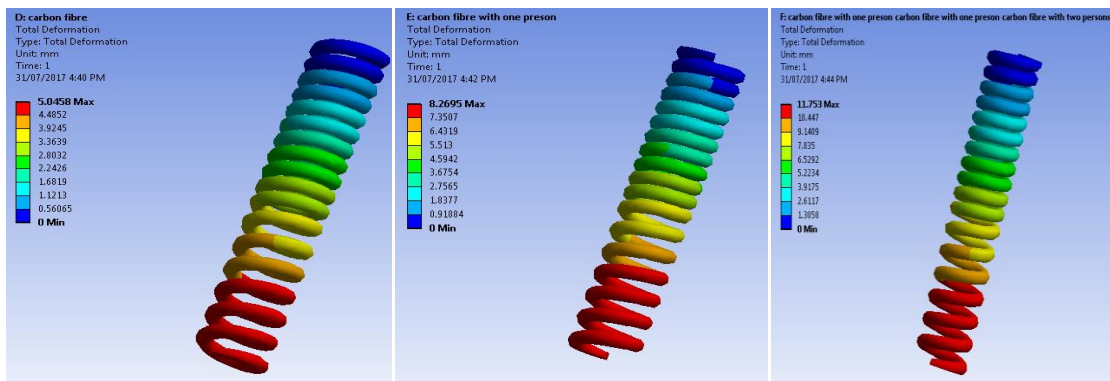 D: carbon fibre
Total Deformation
Type: Total Deformation
Unit: mm
Time: 1
31/07/2017 4:40 PM
5.0458 Max
4.4852
3.9245
3.3639
2.8032
2.2426
1.6819
1.1213
0.56065
0 Min
E: carbon fibre with one preson
Total Deformation
Type: Total Deformation
Unit: mm
Time: 1
31/07/2017 4:42 PM
8.2695 Max
7.3507
6.4319
5.513
4.5942
3.6754
2.7565
1.8377
0.91884
0 Min
F: carbon fibre with one preson carbon fibre with one preson carbon fibre with two persons
Total Deformation
Type: Total Deformation
Unit: mm
Time: 1
31/07/2017 4:44 PM
11.753 Max
10.447
9.1409
7.835
6.5292
5.2234
3.9175
2.6117
1.3058
0 Min